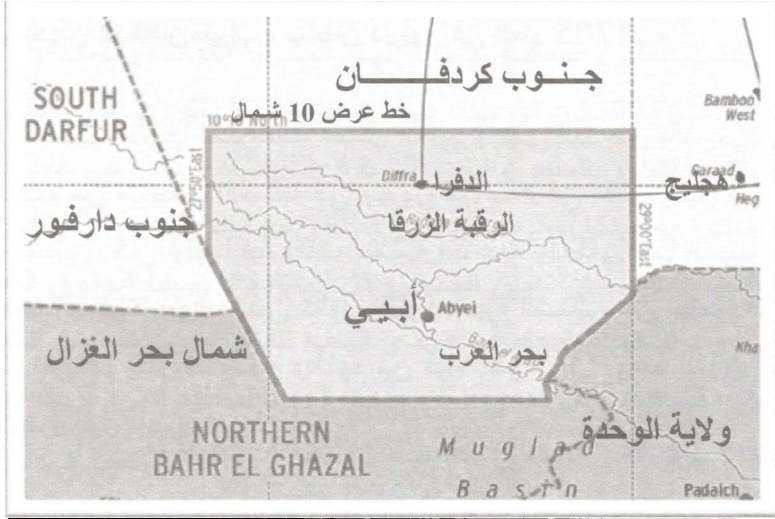 جنوب كردفان
SOUTH
DARFUR
خط عرض 10 شمال
10°10' North
Bamboo
West
27°50' East
Diffra
الدفرا
هجليج
Heg
الرقبة الزرقا
جنوب دارفور
29°00' East
أبيي
Abyei
شمال بحر الغزال
بحر العرب
Kha
ولاية الوحدة
NORTHERN
BAHR EL GHAZAL
Muglad
Basin
Padaich